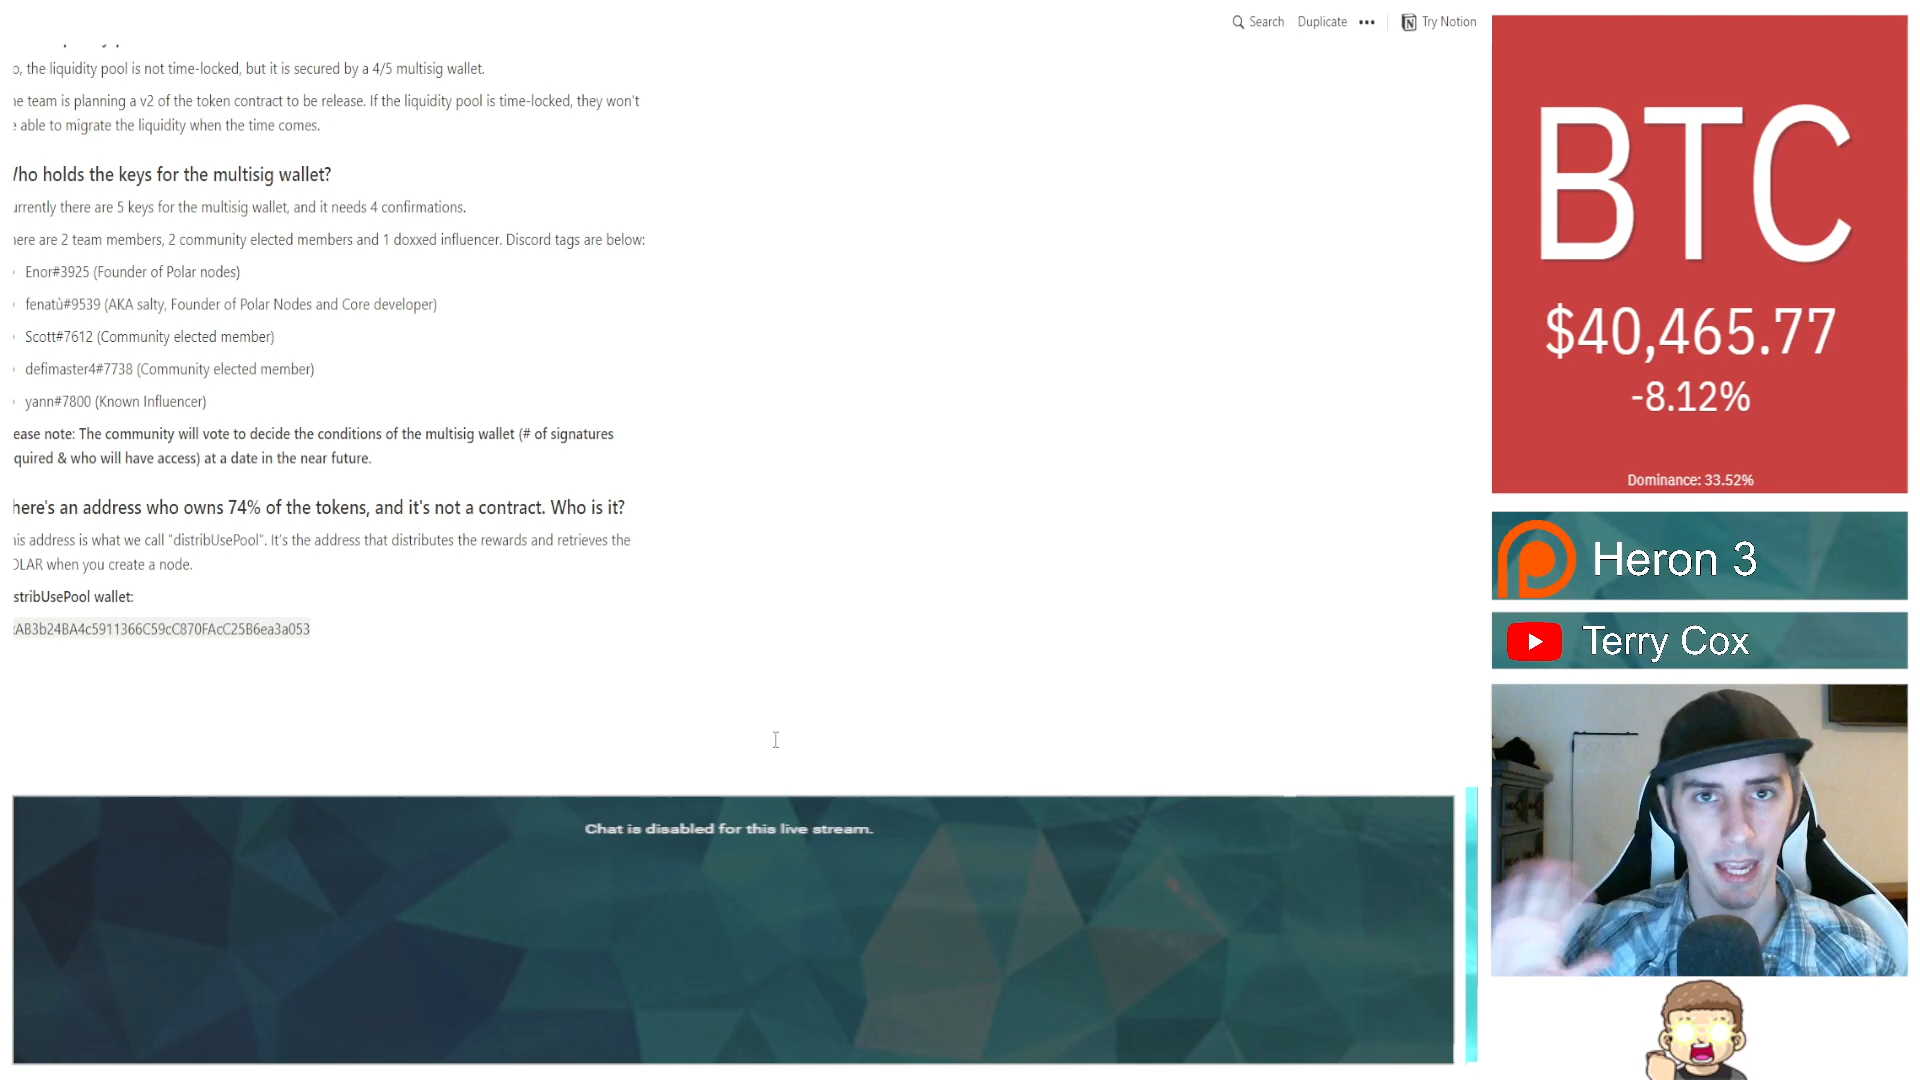 Search Duplicate ••• Try Notion
o, the liquidity pool is not time-locked, but it is secured by a 4/5 multisig wallet.
e team is planning a v2 of the token contract to be release. If the liquidity pool is time-locked, they won't
e able to migrate the liquidity when the time comes.
ho holds the keys for the multisig wallet?
urrently there are 5 keys for the multisig wallet, and it needs 4 confirmations.
ere are 2 team members, 2 community elected members and 1 doxxed influencer. Discord tags are below:
Enor#3925 (Founder of Polar nodes)
fenatù#9539 (AKA salty, Founder of Polar Nodes and Core developer)
Scott#7612 (Community elected member)
defimaster4#7738 (Community elected member)
yann#7800 (Known Influencer)
ease note: The community will vote to decide the conditions of the multisig wallet (# of signatures
quired & who will have access) at a date in the near future.
here's an address who owns 74% of the tokens, and it's not a contract. Who is it?
is address is what we call "distribUsePool". It's the address that distributes the rewards and retrieves the
OLAR when you create a node.
stribUsePool wallet:
AB3b24BA4c5911366C59cC870FAcC25B6ea3a053
Chat is disabled for this live stream.
BTC
$40,465.77
-8.12%
Dominance: 33.52%
Heron 3
Terry Cox